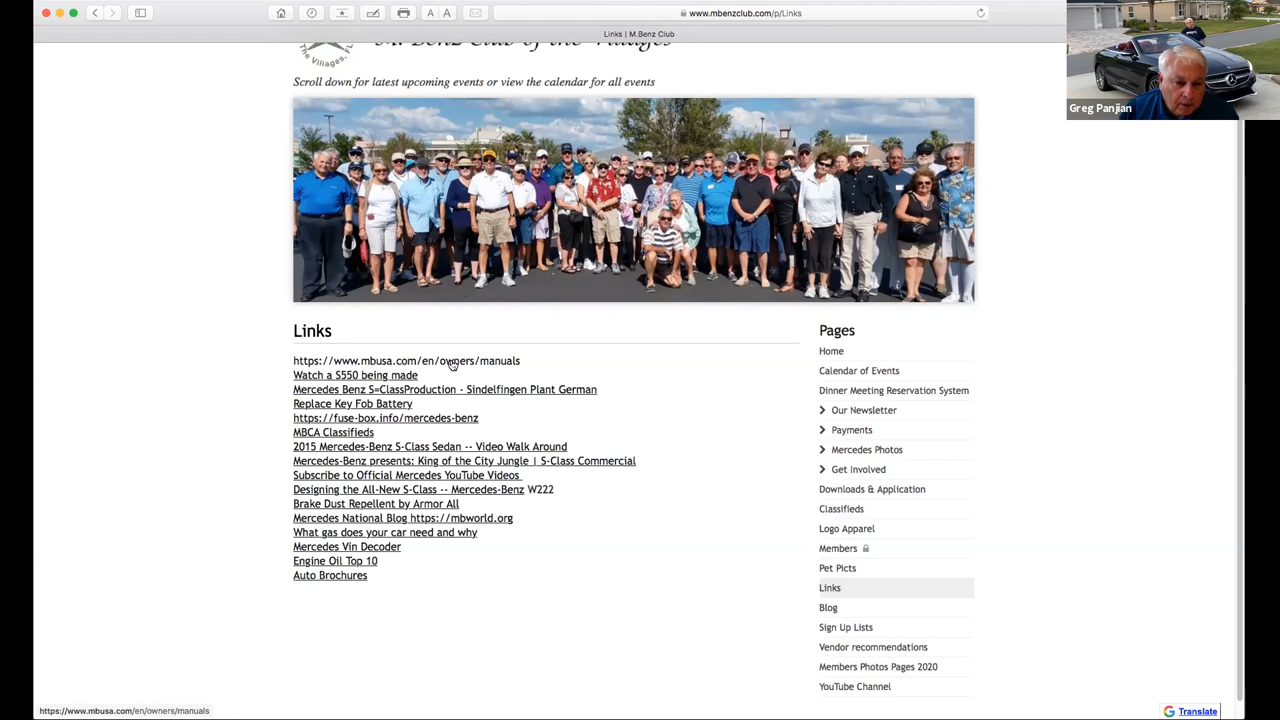 www.mbenzclub.com/p/Links
Links | M.Benz Club
M. Benz Club of the Villages
The Villages, FL
Scroll down for latest upcoming events or view the calendar for all events
Greg Panjian
Links
https://www.mbusa.com/en/owners/manuals
Watch a S550 being made
Mercedes Benz S=ClassProduction - Sindelfingen Plant German
Replace Key Fob Battery
https://fuse-box.info/mercedes-benz
MBCA Classifieds
2015 Mercedes-Benz S-Class Sedan -- Video Walk Around
Mercedes-Benz presents: King of the City Jungle | S-Class Commercial
Subscribe to Official Mercedes YouTube Videos
Designing the All-New S-Class -- Mercedes-Benz W222
Brake Dust Repellent by Armor All
Mercedes National Blog https://mbworld.org
What gas does your car need and why
Mercedes Vin Decoder
Engine Oil Top 10
Auto Brochures
Pages
Home
Calendar of Events
Dinner Meeting Reservation System
Our Newsletter
Payments
Mercedes Photos
Get Involved
Downloads & Application
Classifieds
Logo Apparel
Members
Pet Picts
Links
Blog
Sign Up Lists
Vendor recommendations
Members Photos Pages 2020
YouTube Channel
https://www.mbusa.com/en/owners/manuals
G Translate
A A